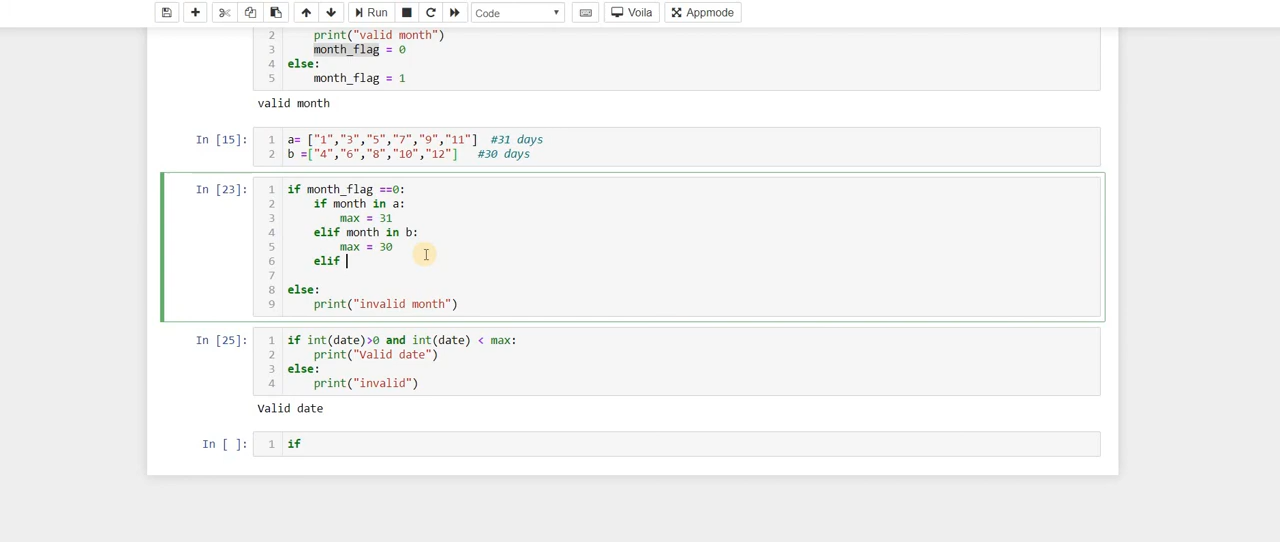 Run Code Voila Appmode
2 print("valid month")
3 month_flag = 0
4 else:
5 month_flag = 1
valid month
In [15]: 1 a= ["1","3","5","7","9","11"] #31 days
2 b =["4","6","8","10","12"] #30 days
In [23]: 1 if month_flag ==0:
2 if month in a:
3 max = 31
4 elif month in b:
5 max = 30
6 elif
7
8 else:
9 print("invalid month")
In [25]: 1 if int(date)>0 and int(date) < max:
2 print("Valid date")
3 else:
4 print("invalid")
Valid date
In [ ]: 1 if